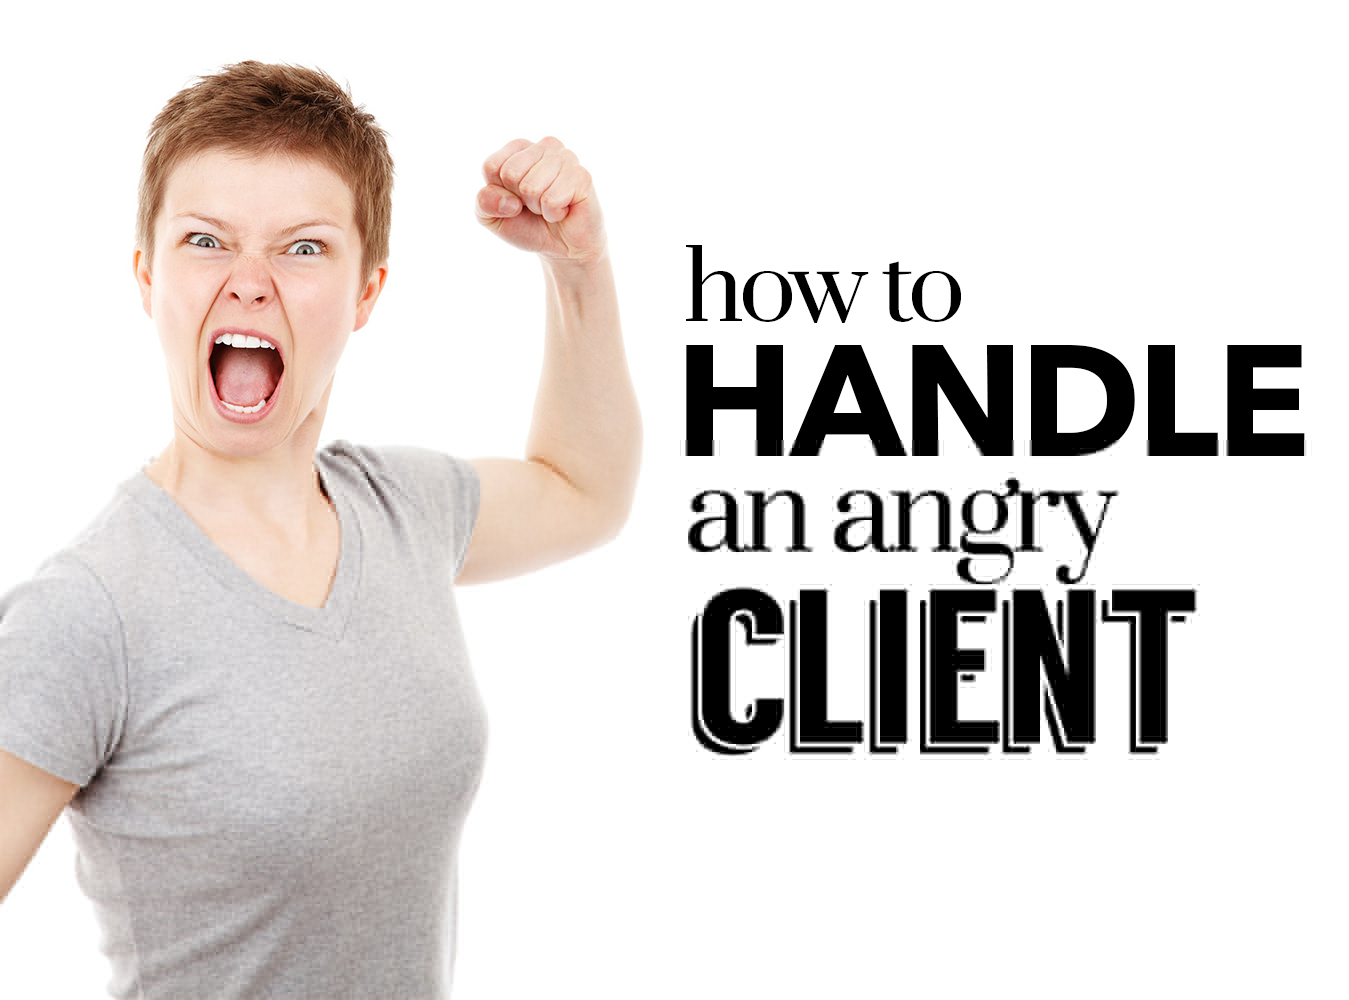 how to
HANDLE
an angry
CLIENT